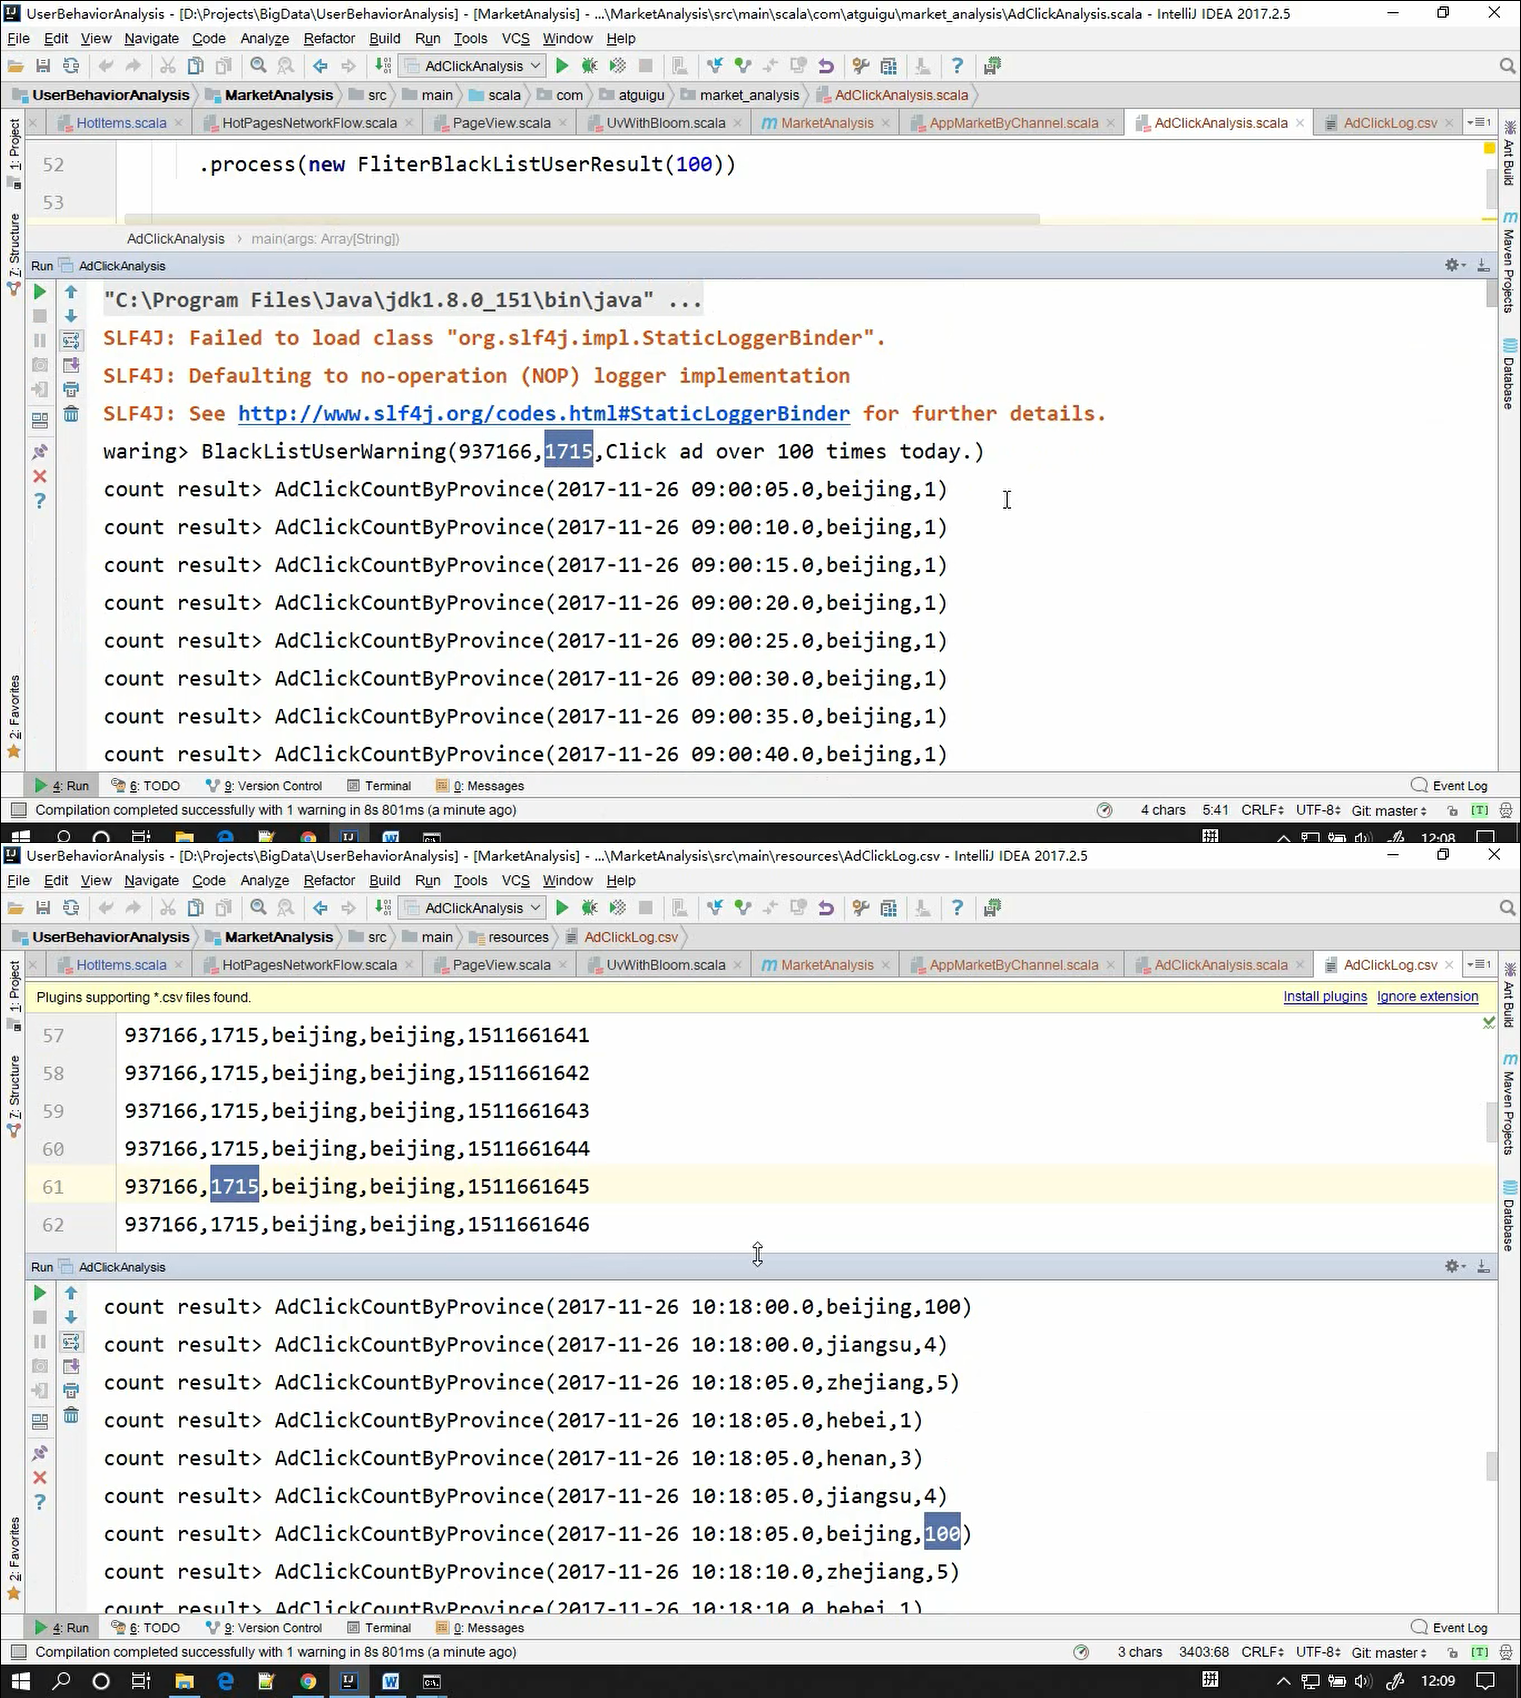 UserBehaviorAnalysis - [D:\Projects\BigData\UserBehaviorAnalysis] - [MarketAnalysis] - ...\MarketAnalysis\src\main\scala\com\atguigu\market_analysis\AdClickAnalysis.scala - IntelliJ IDEA 2017.2.5
File Edit View Navigate Code Analyze Refactor Build Run Tools VCS Window Help
AdClickAnalysis
UserBehaviorAnalysis MarketAnalysis src main scala com atguigu market_analysis AdClickAnalysis.scala
HotItems.scala HotPagesNetworkFlow.scala PageView.scala UvWithBloom.scala MarketAnalysis AppMarketByChannel.scala AdClickAnalysis.scala AdClickLog.csv
1: Project
7: Structure
2: Favorites
Ant Build
Maven Projects
Database
52 .process(new FliterBlackListUserResult(100))
53
AdClickAnalysis › main(args: Array[String])
Run AdClickAnalysis
"C:\Program Files\Java\jdk1.8.0_151\bin\java" ...
SLF4J: Failed to load class "org.slf4j.impl.StaticLoggerBinder".
SLF4J: Defaulting to no-operation (NOP) logger implementation
SLF4J: See http://www.slf4j.org/codes.html#StaticLoggerBinder for further details.
waring> BlackListUserWarning(937166,1715,Click ad over 100 times today.)
count result> AdClickCountByProvince(2017-11-26 09:00:05.0,beijing,1)
count result> AdClickCountByProvince(2017-11-26 09:00:10.0,beijing,1)
count result> AdClickCountByProvince(2017-11-26 09:00:15.0,beijing,1)
count result> AdClickCountByProvince(2017-11-26 09:00:20.0,beijing,1)
count result> AdClickCountByProvince(2017-11-26 09:00:25.0,beijing,1)
count result> AdClickCountByProvince(2017-11-26 09:00:30.0,beijing,1)
count result> AdClickCountByProvince(2017-11-26 09:00:35.0,beijing,1)
count result> AdClickCountByProvince(2017-11-26 09:00:40.0,beijing,1)
4: Run 6: TODO 9: Version Control Terminal 0: Messages Event Log
Compilation completed successfully with 1 warning in 8s 801ms (a minute ago) 4 chars 5:41 CRLF UTF-8 Git: master [T]
拼 12:08
UserBehaviorAnalysis - [D:\Projects\BigData\UserBehaviorAnalysis] - [MarketAnalysis] - ...\MarketAnalysis\src\main\resources\AdClickLog.csv - IntelliJ IDEA 2017.2.5
File Edit View Navigate Code Analyze Refactor Build Run Tools VCS Window Help
AdClickAnalysis
UserBehaviorAnalysis MarketAnalysis src main resources AdClickLog.csv
HotItems.scala HotPagesNetworkFlow.scala PageView.scala UvWithBloom.scala MarketAnalysis AppMarketByChannel.scala AdClickAnalysis.scala AdClickLog.csv
1: Project
7: Structure
2: Favorites
Ant Build
Maven Projects
Database
Plugins supporting *.csv files found. Install plugins Ignore extension
57 937166,1715,beijing,beijing,1511661641
58 937166,1715,beijing,beijing,1511661642
59 937166,1715,beijing,beijing,1511661643
60 937166,1715,beijing,beijing,1511661644
61 937166,1715,beijing,beijing,1511661645
62 937166,1715,beijing,beijing,1511661646
Run AdClickAnalysis
count result> AdClickCountByProvince(2017-11-26 10:18:00.0,beijing,100)
count result> AdClickCountByProvince(2017-11-26 10:18:00.0,jiangsu,4)
count result> AdClickCountByProvince(2017-11-26 10:18:05.0,zhejiang,5)
count result> AdClickCountByProvince(2017-11-26 10:18:05.0,hebei,1)
count result> AdClickCountByProvince(2017-11-26 10:18:05.0,henan,3)
count result> AdClickCountByProvince(2017-11-26 10:18:05.0,jiangsu,4)
count result> AdClickCountByProvince(2017-11-26 10:18:05.0,beijing,100)
count result> AdClickCountByProvince(2017-11-26 10:18:10.0,zhejiang,5)
count result> AdClickCountByProvince(2017-11-26 10:18:10.0,hebei,1)
4: Run 6: TODO 9: Version Control Terminal 0: Messages Event Log
Compilation completed successfully with 1 warning in 8s 801ms (a minute ago) 3 chars 3403:68 CRLF UTF-8 Git: master [T]
拼 12:09